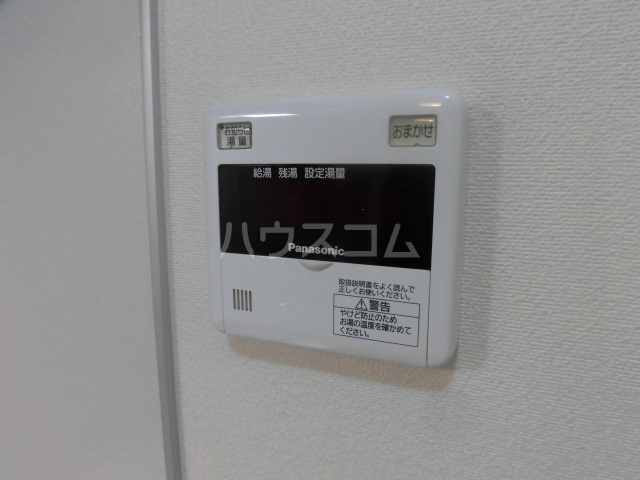 お知らせ
湯量
おまかせ
給湯 残湯 設定湯量
ハウスコム
Panasonic
取扱説明書をよく読んで
正しくお使いください。
⚠警告
やけど防止のため
お湯の温度を確かめて
ください。